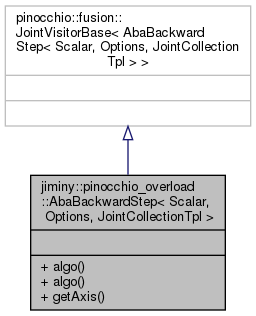 pinocchio::fusion::
JointVisitorBase< AbaBackward
Step< Scalar, Options, JointCollection
Tpl > >
jiminy::pinocchio_overload
::AbaBackwardStep< Scalar,
Options, JointCollectionTpl >
+ algo()
+ algo()
+ getAxis()